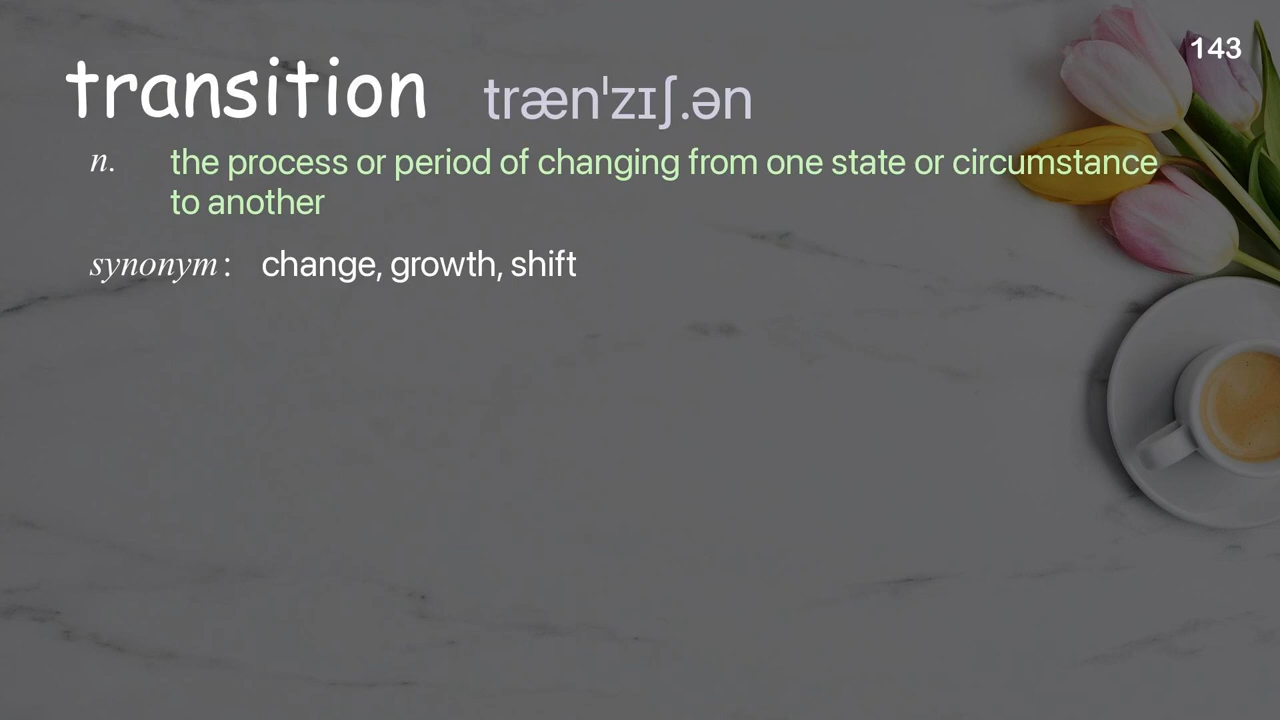 143
transition trænˈzɪʃ.ən
n. the process or period of changing from one state or circumstance
to another
synonym : change, growth, shift